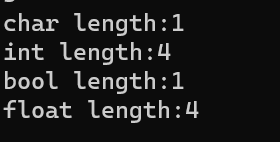 char length:1
int length:4
bool length:1
float length:4